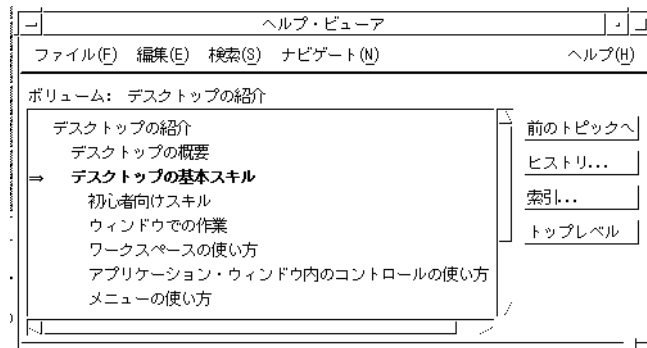 ヘルプ・ビューア
ファイル(F) 編集(E) 検索(S) ナビゲート(N) ヘルプ(H)
ボリューム: デスクトップの紹介
デスクトップの紹介
デスクトップの概要
⇒ デスクトップの基本スキル
初心者向けスキル
ウィンドウでの作業
ワークスペースの使い方
アプリケーション・ウィンドウ内のコントロールの使い方
メニューの使い方
前のトピックへ
ヒストリ...
索引...
トップレベル